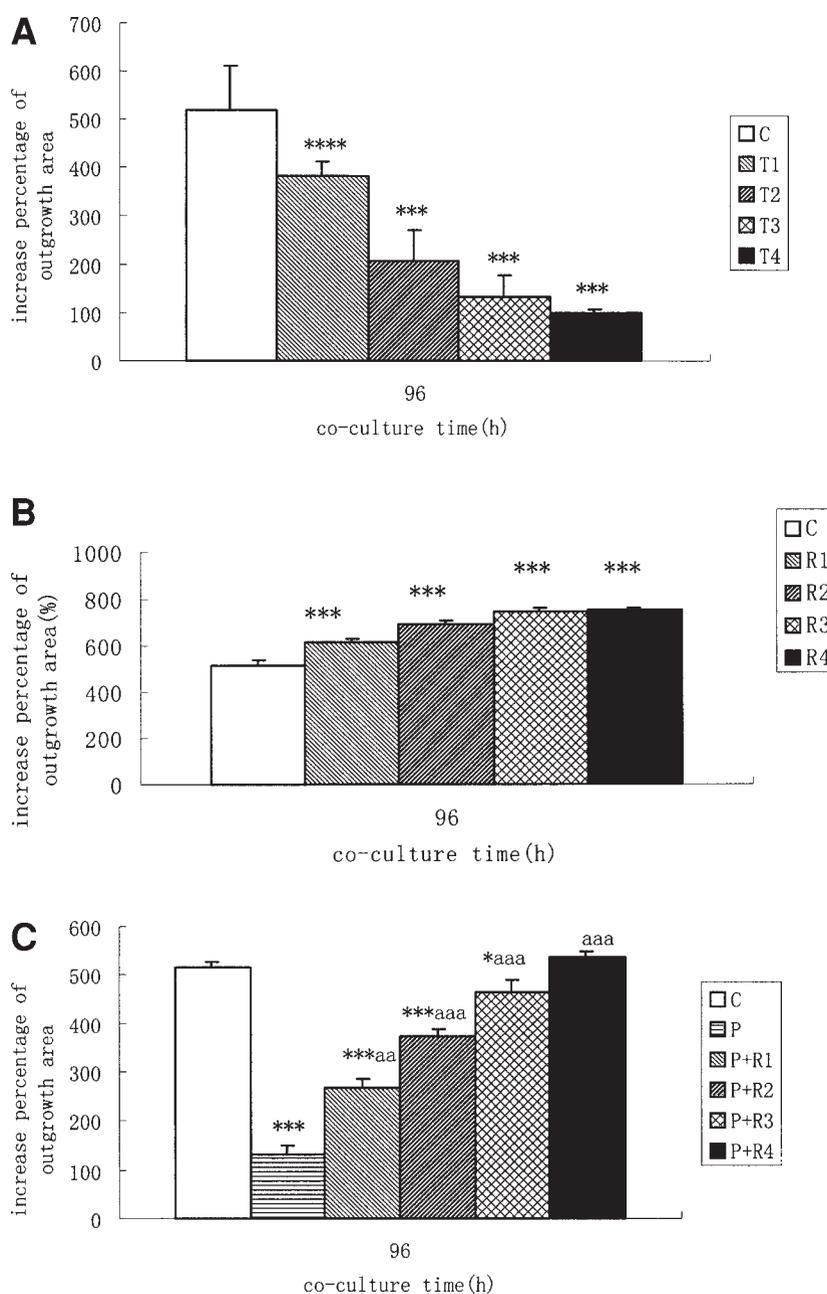 A
increase percentage of
outgrowth area
700
600
500
400
300
200
100
0
****
***
***
***
96
co-culture time(h)
C
T1
T2
T3
T4
B
increase percentage of
outgrowth area(%)
1000
800
600
400
200
0
***
***
***
***
96
co-culture time(h)
C
R1
R2
R3
R4
C
increase percentage of
outgrowth area
600
500
400
300
200
100
0
***
***aa
***aaa
*aaa
aaa
96
co-culture time(h)
C
P
P+R1
P+R2
P+R3
P+R4